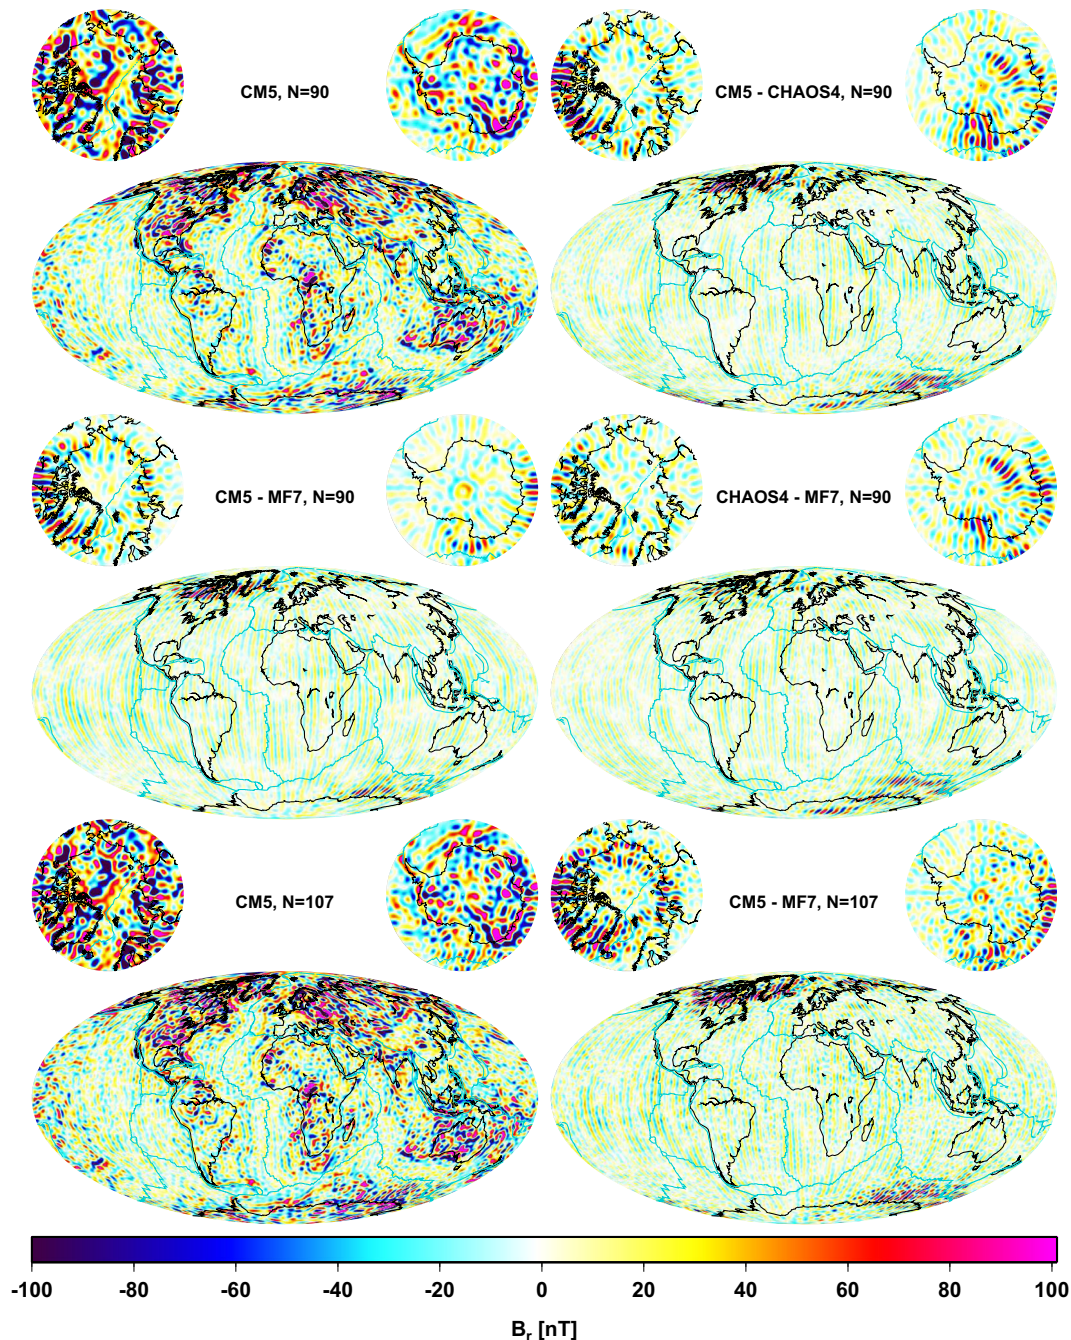 CM5, N=90
CM5 - CHAOS4, N=90
CM5 - MF7, N=90
CHAOS4 - MF7, N=90
CM5, N=107
CM5 - MF7, N=107
-100 -80 -60 -40 -20 0 20 40 60 80 100
B_r [nT]